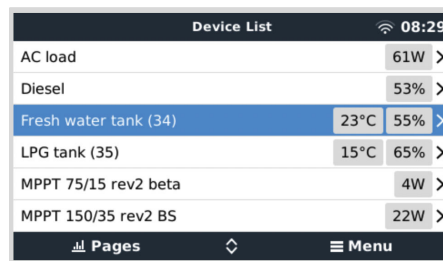 Device List 08:29
AC load 61W
Diesel 53%
Fresh water tank (34) 23°C 55%
LPG tank (35) 15°C 65%
MPPT 75/15 rev2 beta 4W
MPPT 150/35 rev2 BS 22W
Pages Menu